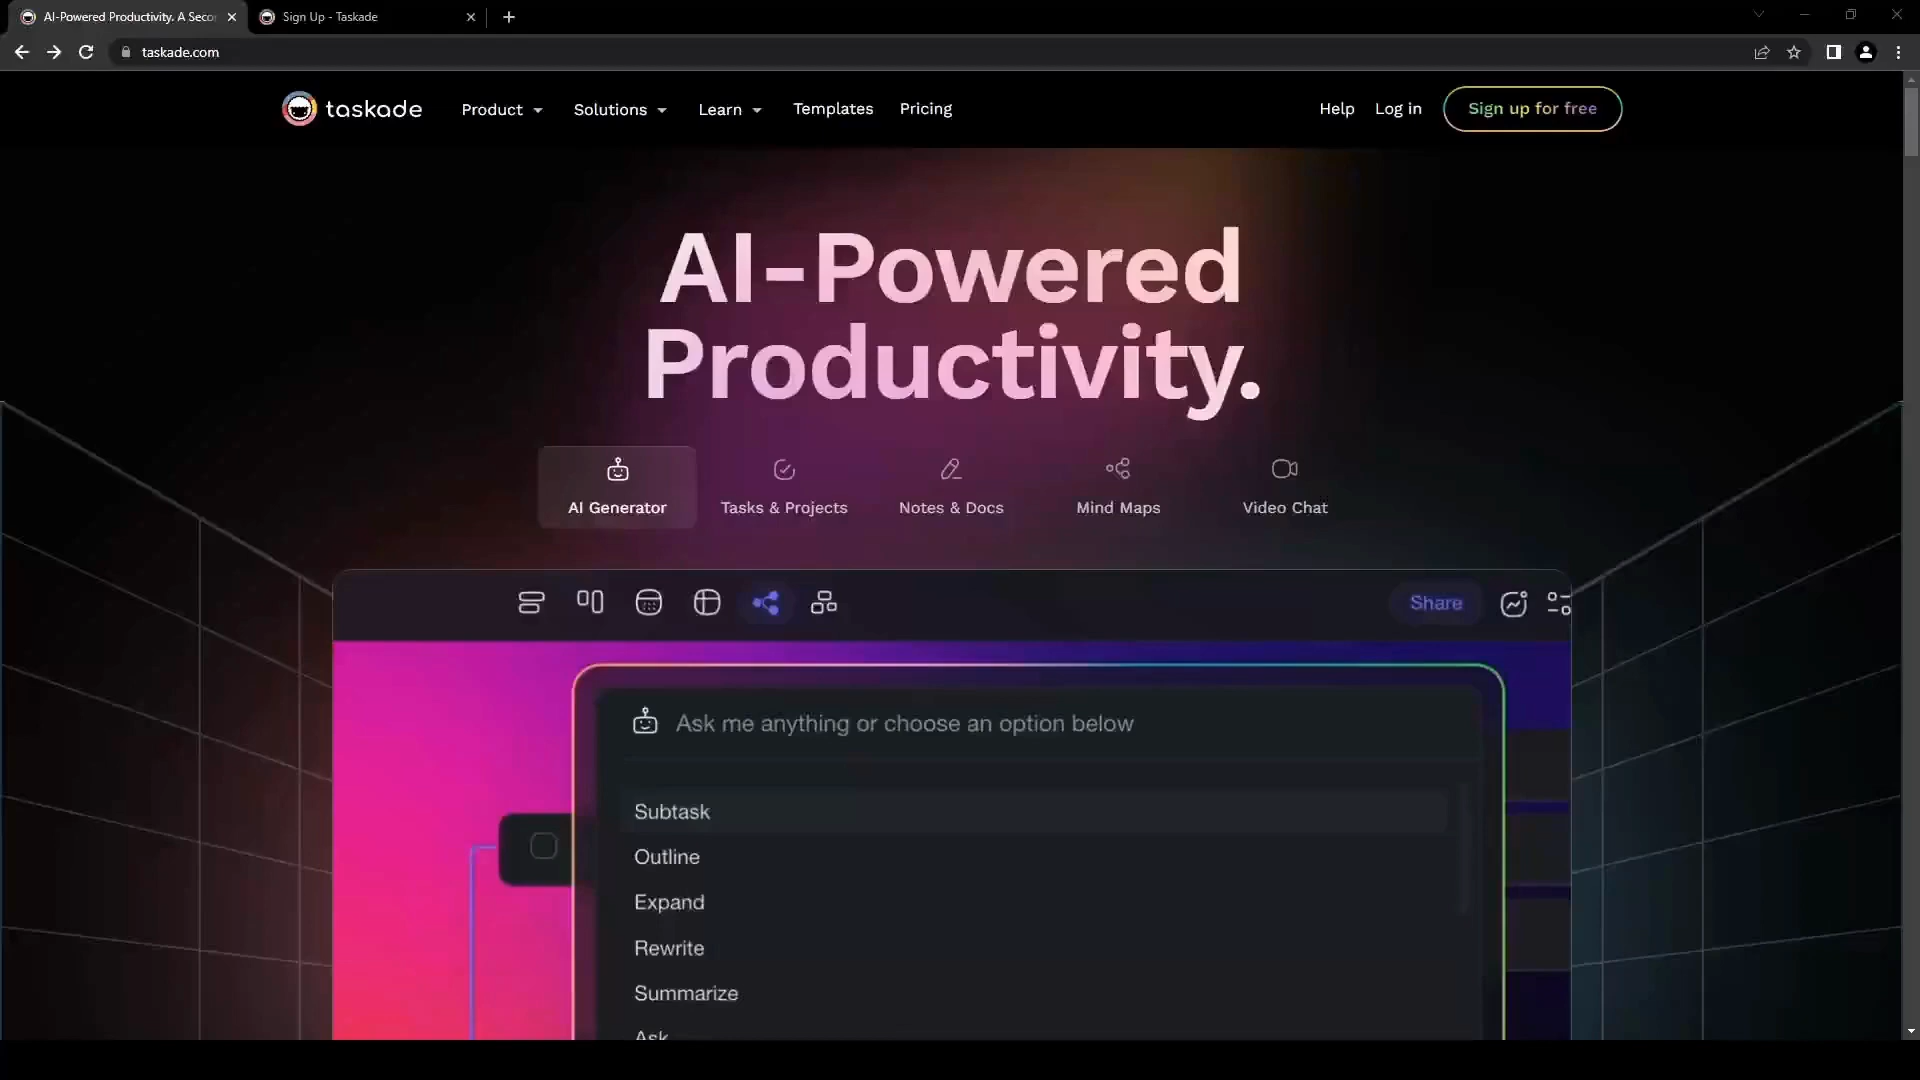 AI-Powered Productivity. A Seco
Sign Up - Taskade
taskade.com
taskade
Product
Solutions
Learn
Templates
Pricing
Help
Log in
Sign up for free
AI-Powered
Productivity.
AI Generator
Tasks & Projects
Notes & Docs
Mind Maps
Video Chat
Share
Ask me anything or choose an option below
Subtask
Outline
Expand
Rewrite
Summarize
Ask